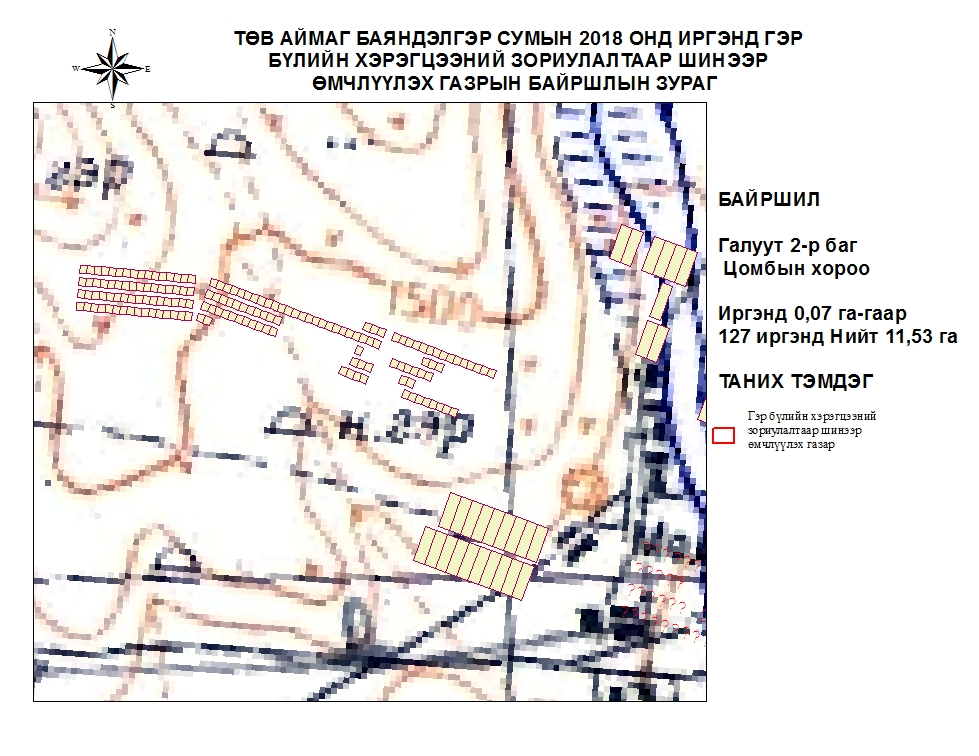 ТӨВ АЙМАГ БАЯНДЭЛГЭР СУМЫН 2018 ОНД ИРГЭНД ГЭР
БҮЛИЙН ХЭРЭГЦЭЭНИЙ ЗОРИУЛАЛТААР ШИНЭЭР
ӨМЧЛҮҮЛЭХ ГАЗРЫН БАЙРШЛЫН ЗУРАГ
N
W E
S
БАЙРШИЛ
Галуут 2-р баг
Цомбын хороо
Иргэнд 0,07 га-гаар
127 иргэнд Нийт 11,53 га
ТАНИХ ТЭМДЭГ
Гэр бүлийн хэрэгцээний
зориулалтаар шинээр
өмчлүүлэх газар